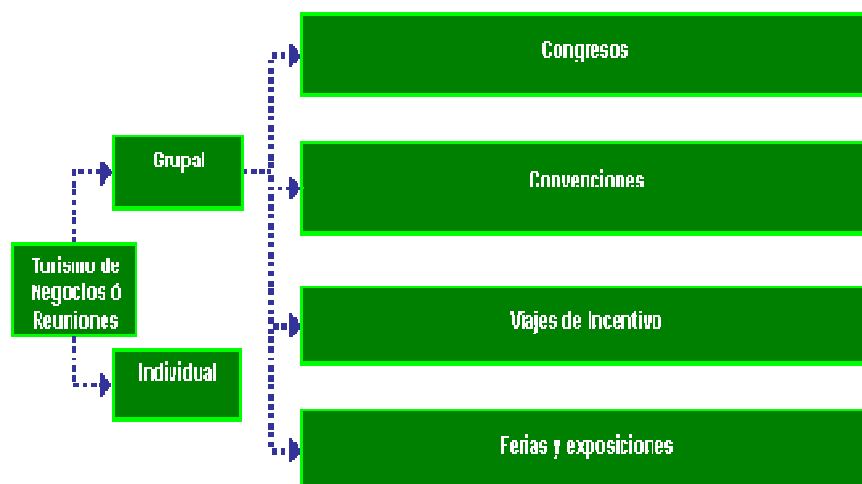 Congresos
Grupal
Convenciones
Turismo de
Negocios ó
Reuniones
Viajes de Incentivo
Individual
Ferias y exposiciones